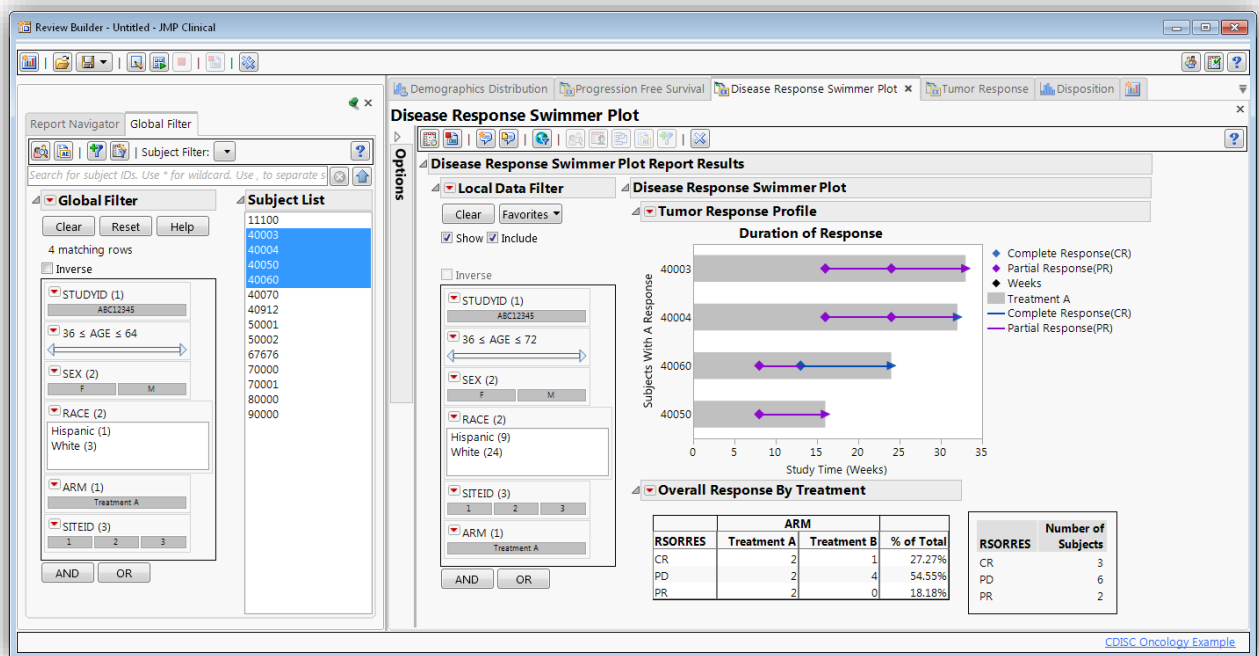 Review Builder - Untitled - JMP Clinical
Demographics Distribution Progression Free Survival Disease Response Swimmer Plot Tumor Response Disposition
Report Navigator Global Filter
Subject Filter:
Search for subject IDs. Use * for wildcard. Use , to separate s
Global Filter
Clear Reset Help
4 matching rows
Inverse
STUDYID (1)
ABC12345
36 ≤ AGE ≤ 64
SEX (2)
F M
RACE (2)
Hispanic (1)
White (3)
ARM (1)
Treatment A
SITEID (3)
1 2 3
AND OR
Subject List
11100
40003
40004
40050
40060
40070
40912
50001
50002
67676
70000
70001
80000
90000
Disease Response Swimmer Plot
Options
Disease Response Swimmer Plot Report Results
Local Data Filter
Clear Favorites
Show Include
Inverse
STUDYID (1)
ABC12345
36 ≤ AGE ≤ 72
SEX (2)
F M
RACE (2)
Hispanic (9)
White (24)
SITEID (3)
1 2 3
ARM (1)
Treatment A
AND OR
Disease Response Swimmer Plot
Tumor Response Profile
Duration of Response
Subjects With A Response
40003
40004
40060
40050
0 5 10 15 20 25 30 35
Study Time (Weeks)
Complete Response(CR)
Partial Response(PR)
Weeks
Treatment A
Complete Response(CR)
Partial Response(PR)
Overall Response By Treatment
ARM
RSORRES Treatment A Treatment B % of Total
CR 2 1 27.27%
PD 2 4 54.55%
PR 2 0 18.18%
Number of
RSORRES Subjects
CR 3
PD 6
PR 2
CDISC Oncology Example